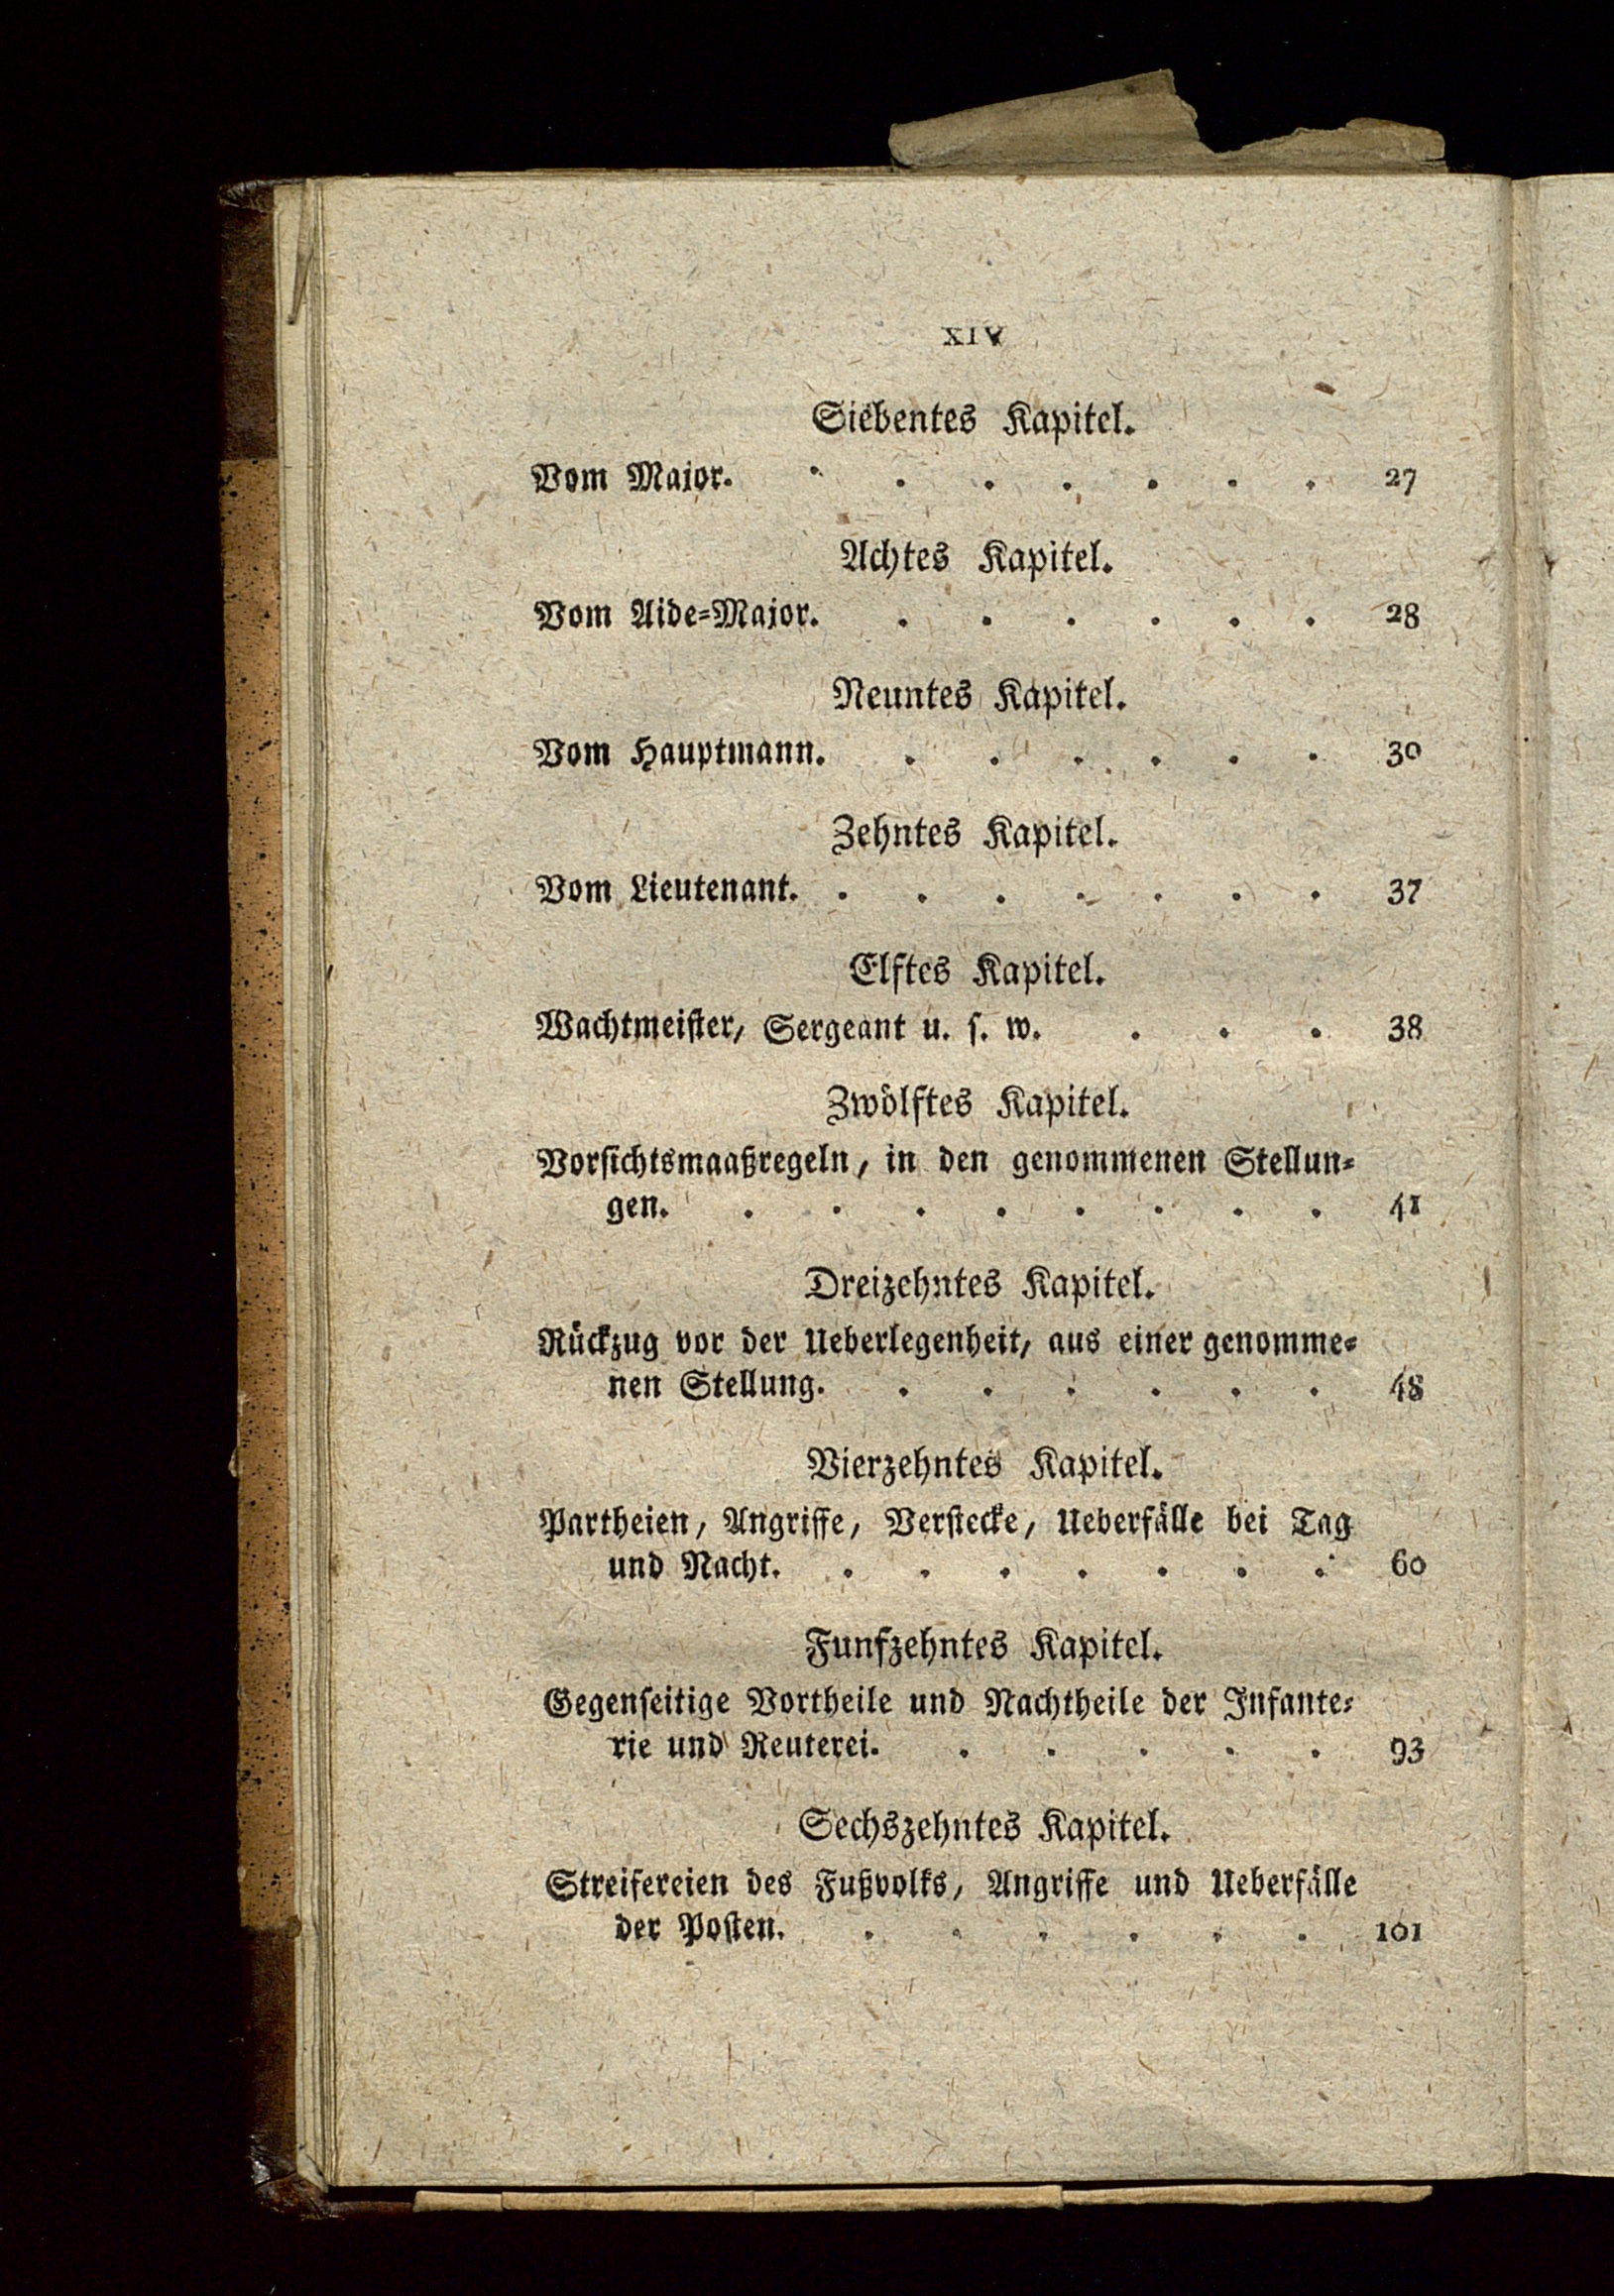 XIV
Siebentes Kapitel.
Vom Major. . . . . . . . 27
Achtes Kapitel.
Vom Aide=Major. . . . . . . 28
Neuntes Kapitel.
Vom Hauptmann. . . . . . . 30
Zehntes Kapitel.
Vom Lieutenant. . . . . . . . 37
Elftes Kapitel.
Wachtmeister, Sergeant u. s. w. . . . 38
Zwölftes Kapitel.
Vorsichtsmaaßregeln, in den genommenen Stellun=
gen. . . . . . . . . 41
Dreizehntes Kapitel.
Rückzug vor der Ueberlegenheit, aus einer genomme=
nen Stellung. . . . . . . 48
Vierzehntes Kapitel.
Partheien, Angriffe, Verstecke, Ueberfälle bei Tag
und Nacht. . . . . . . . 60
Funfzehntes Kapitel.
Gegenseitige Vortheile und Nachtheile der Infante=
rie und Reuterei. . . . . . 93
Sechszehntes Kapitel.
Streifereien des Fußvolks, Angriffe und Ueberfälle
der Posten. . . . . . . 101